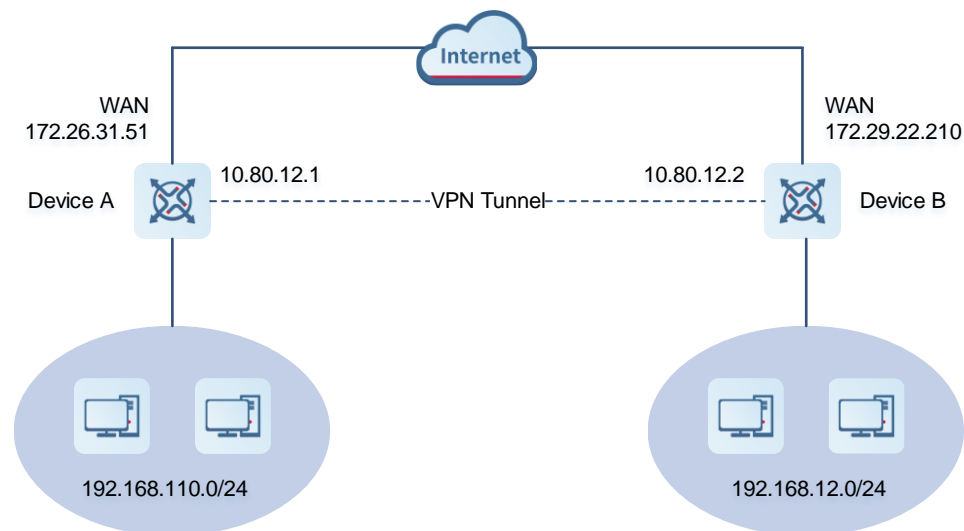 Internet
WAN
172.26.31.51
WAN
172.29.22.210
10.80.12.1
10.80.12.2
Device A
VPN Tunnel
Device B
192.168.110.0/24
192.168.12.0/24